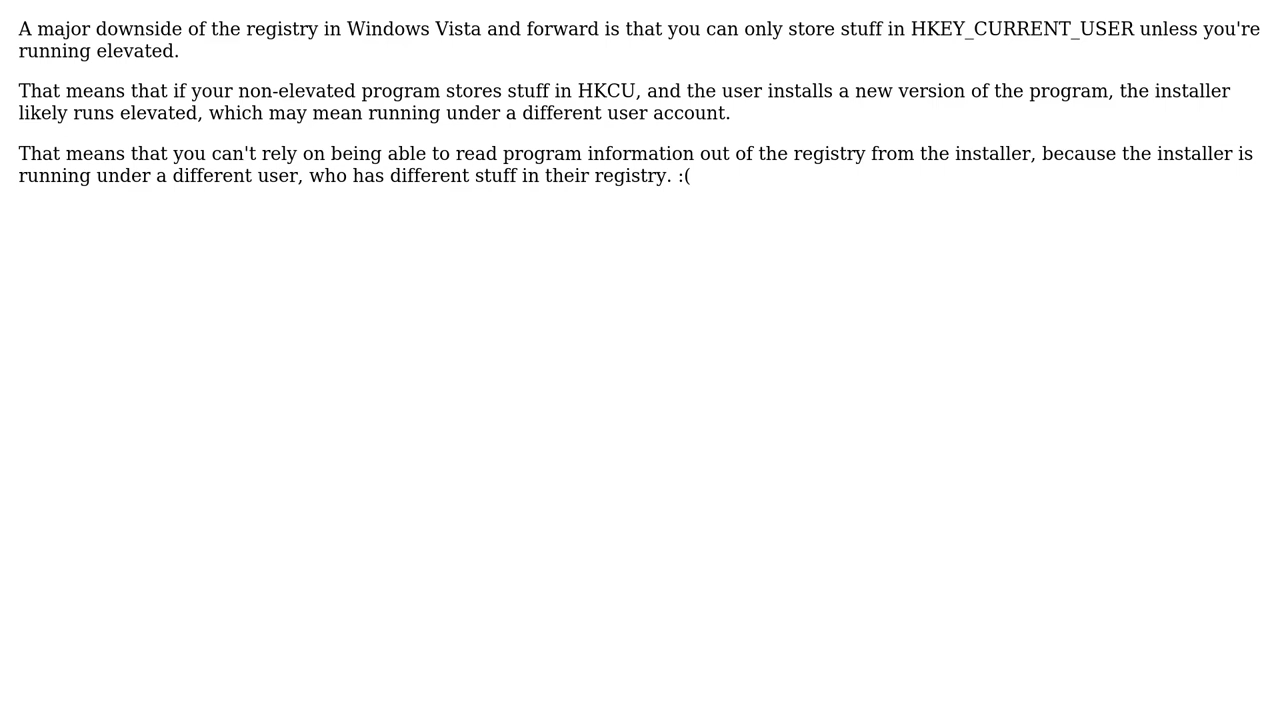 A major downside of the registry in Windows Vista and forward is that you can only store stuff in HKEY_CURRENT_USER unless you're
running elevated.
That means that if your non-elevated program stores stuff in HKCU, and the user installs a new version of the program, the installer
likely runs elevated, which may mean running under a different user account.
That means that you can't rely on being able to read program information out of the registry from the installer, because the installer is
running under a different user, who has different stuff in their registry. :(